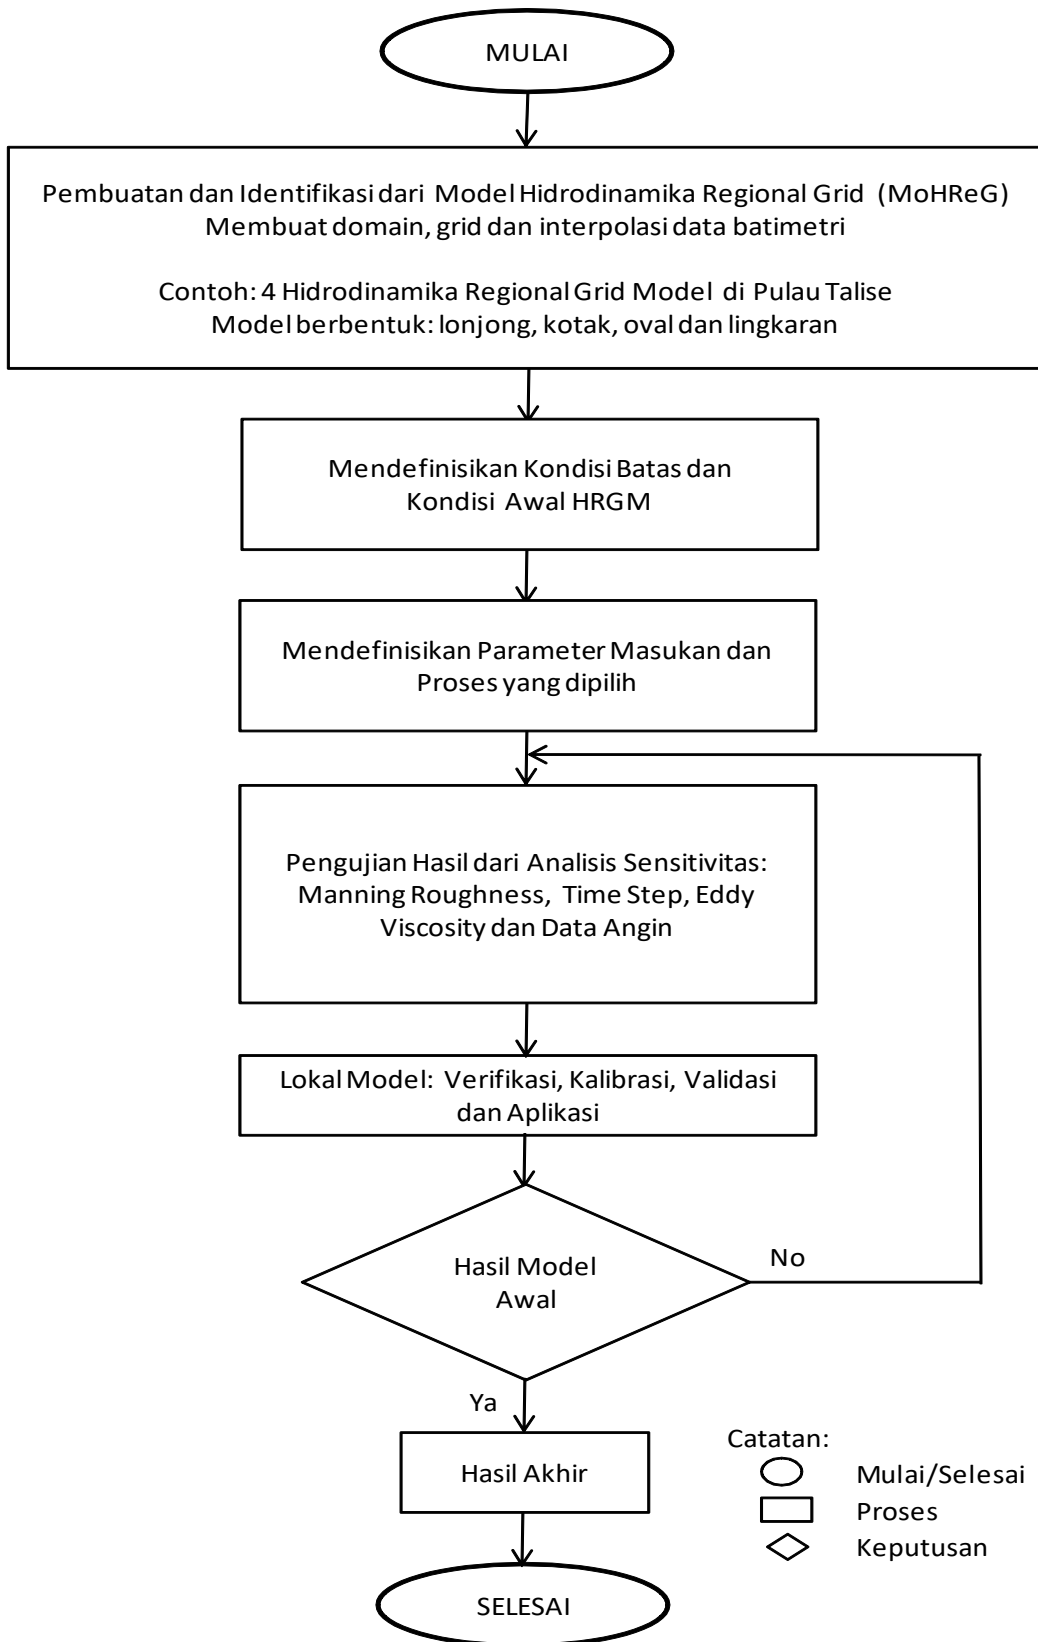 MULAI
Pembuatan dan Identifikasi dari Model Hidrodinamika Regional Grid (MoHReG)
Membuat domain, grid dan interpolasi data batimetri
Contoh: 4 Hidrodinamika Regional Grid Model di Pulau Talise
Model berbentuk: lonjong, kotak, oval dan lingkaran
Mendefinisikan Kondisi Batas dan
Kondisi Awal HRGM
Mendefinisikan Parameter Masukan dan
Proses yang dipilih
Pengujian Hasil dari Analisis Sensitivitas:
Manning Roughness, Time Step, Eddy
Viscosity dan Data Angin
Lokal Model: Verifikasi, Kalibrasi, Validasi
dan Aplikasi
Hasil Model
Awal
No
Ya
Hasil Akhir
SELESAI
Catatan:
Mulai/Selesai
Proses
Keputusan